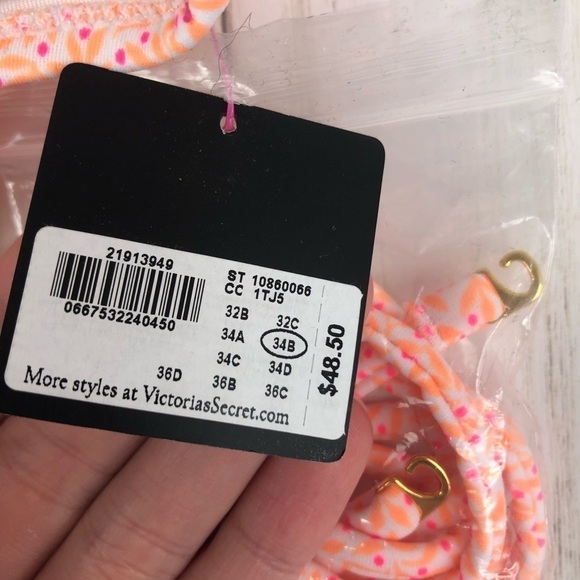 21913949
0667532240450
ST 10860066
CC 1TJ5
32B 32C
34A 34B
34C 34D
36D 36B 36C
$48.50
More styles at VictoriasSecret.com